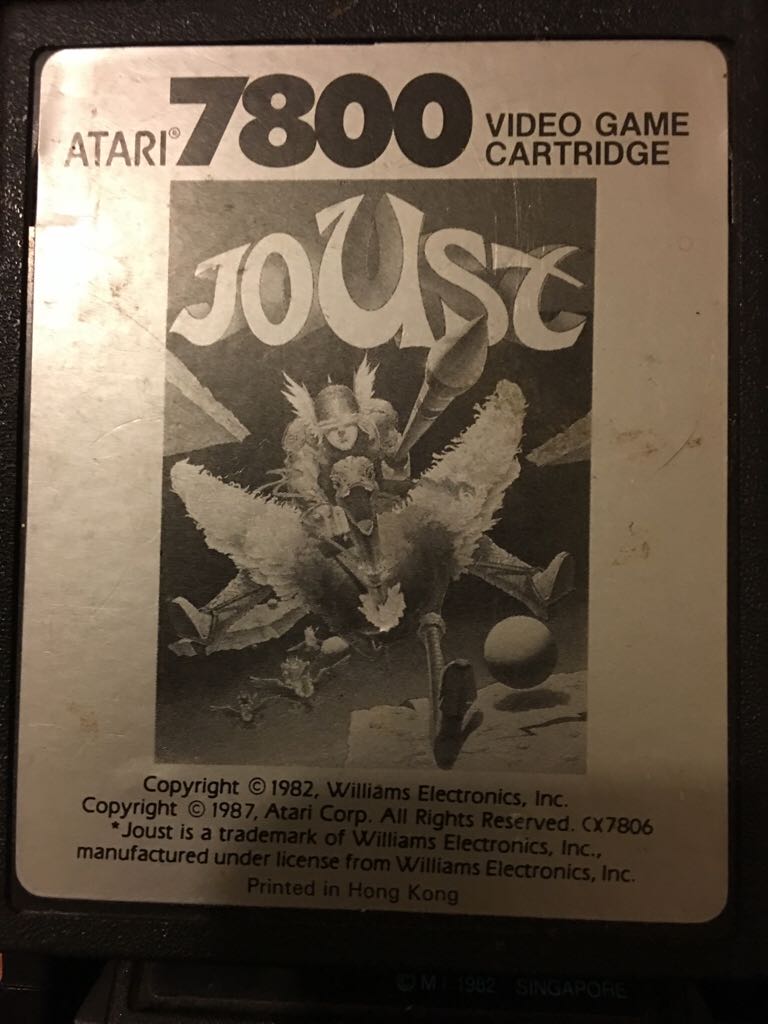 ATARI® 7800 VIDEO GAME CARTRIDGE
JOUST
Copyright © 1982, Williams Electronics, Inc.
Copyright © 1987, Atari Corp. All Rights Reserved. CX7806
*Joust is a trademark of Williams Electronics, Inc.,
manufactured under license from Williams Electronics, Inc.
Printed in Hong Kong
© M 1982 SINGAPORE